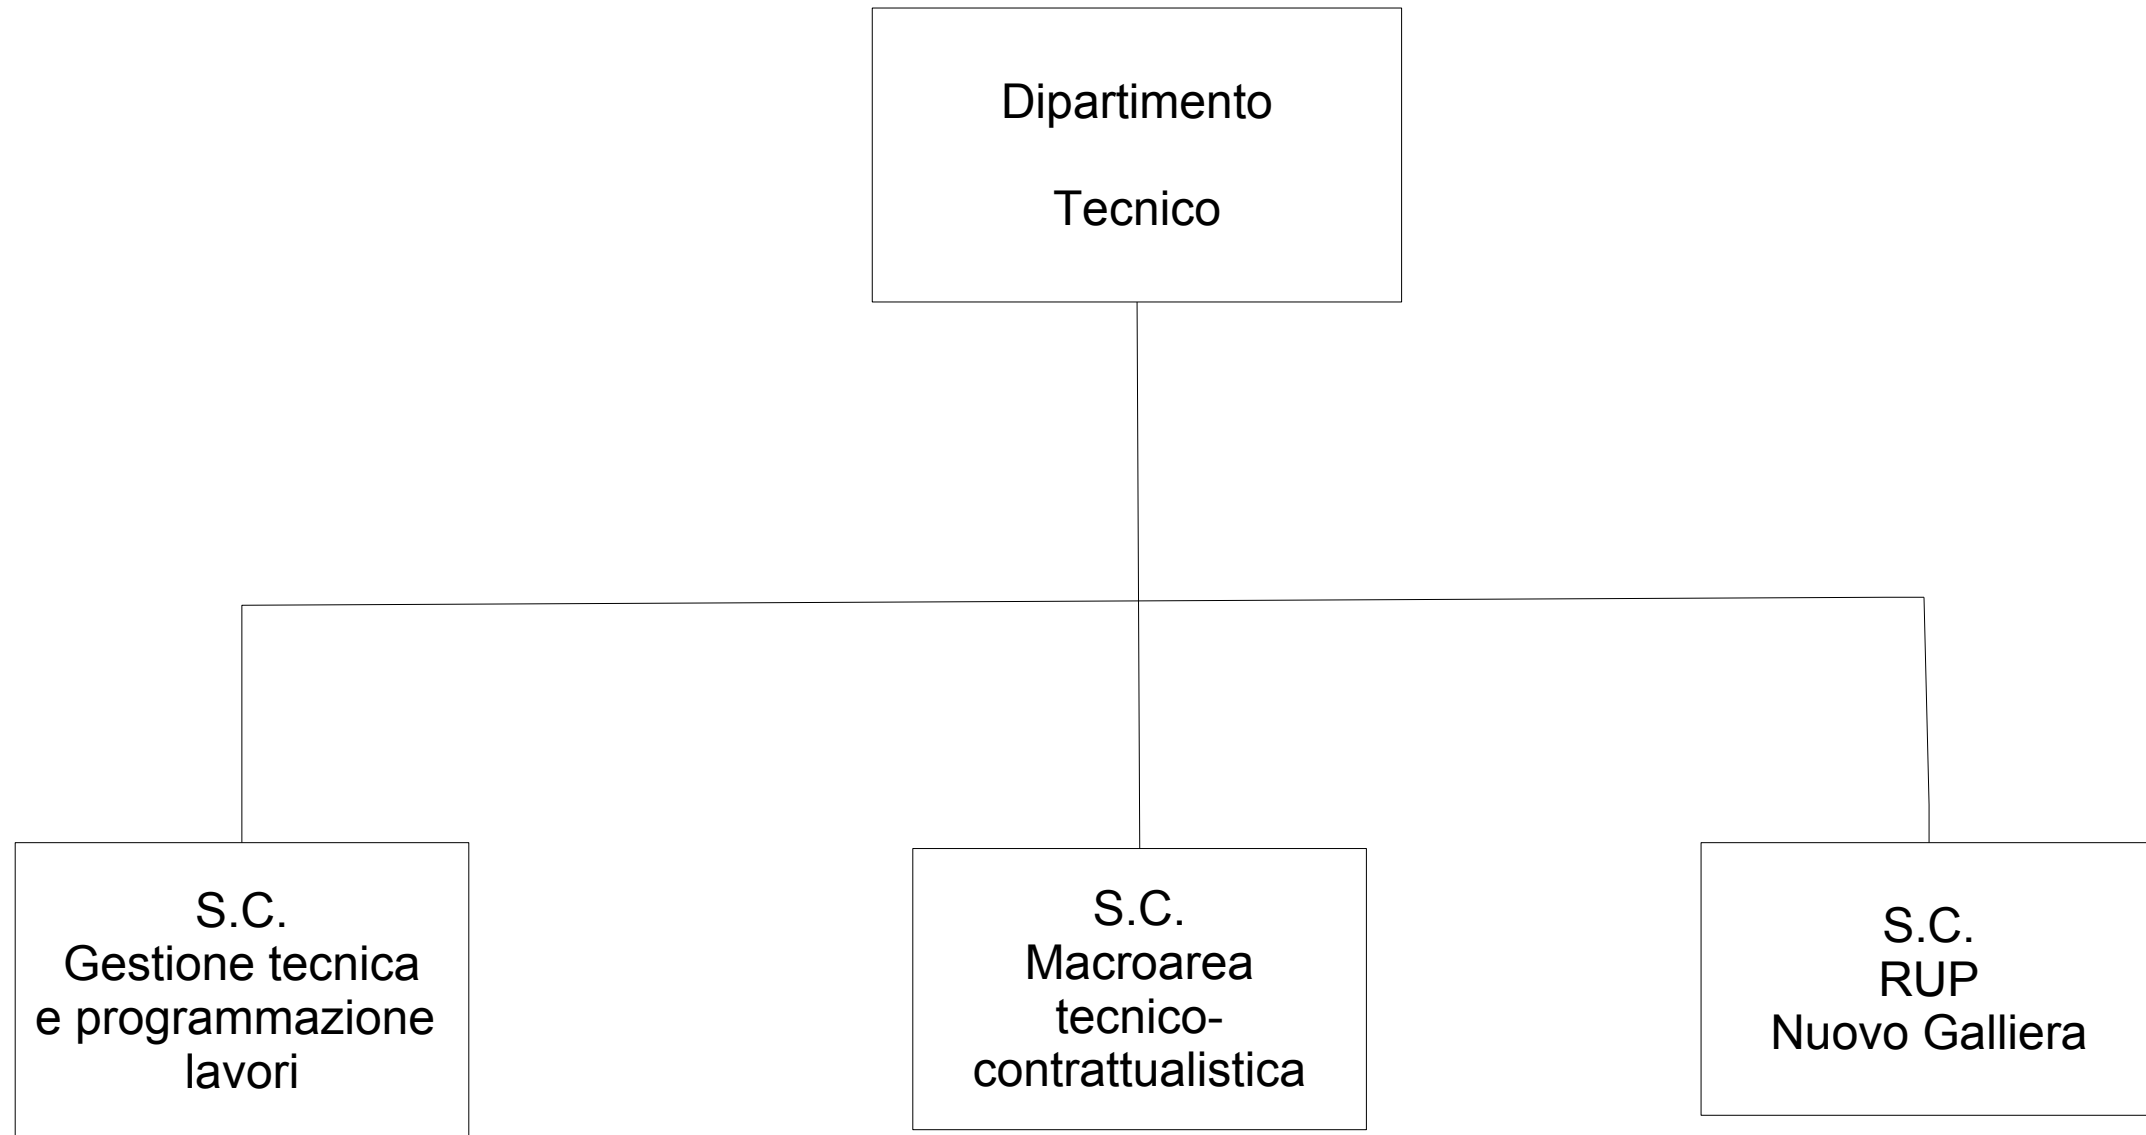 Dipartimento
Tecnico
S.C.
Gestione tecnica
e programmazione
lavori
S.C.
Macroarea
tecnico-
contrattualistica
S.C.
RUP
Nuovo Galliera